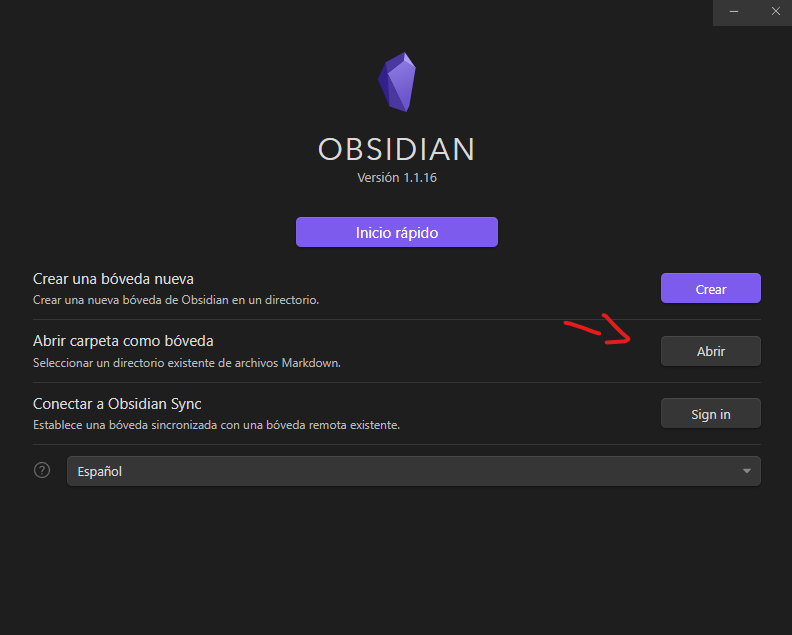 OBSIDIAN
Versión 1.1.16
Inicio rápido
Crear una bóveda nueva
Crear una nueva bóveda de Obsidian en un directorio.
Crear
Abrir carpeta como bóveda
Seleccionar un directorio existente de archivos Markdown.
Abrir
Conectar a Obsidian Sync
Establece una bóveda sincronizada con una bóveda remota existente.
Sign in
?
Español